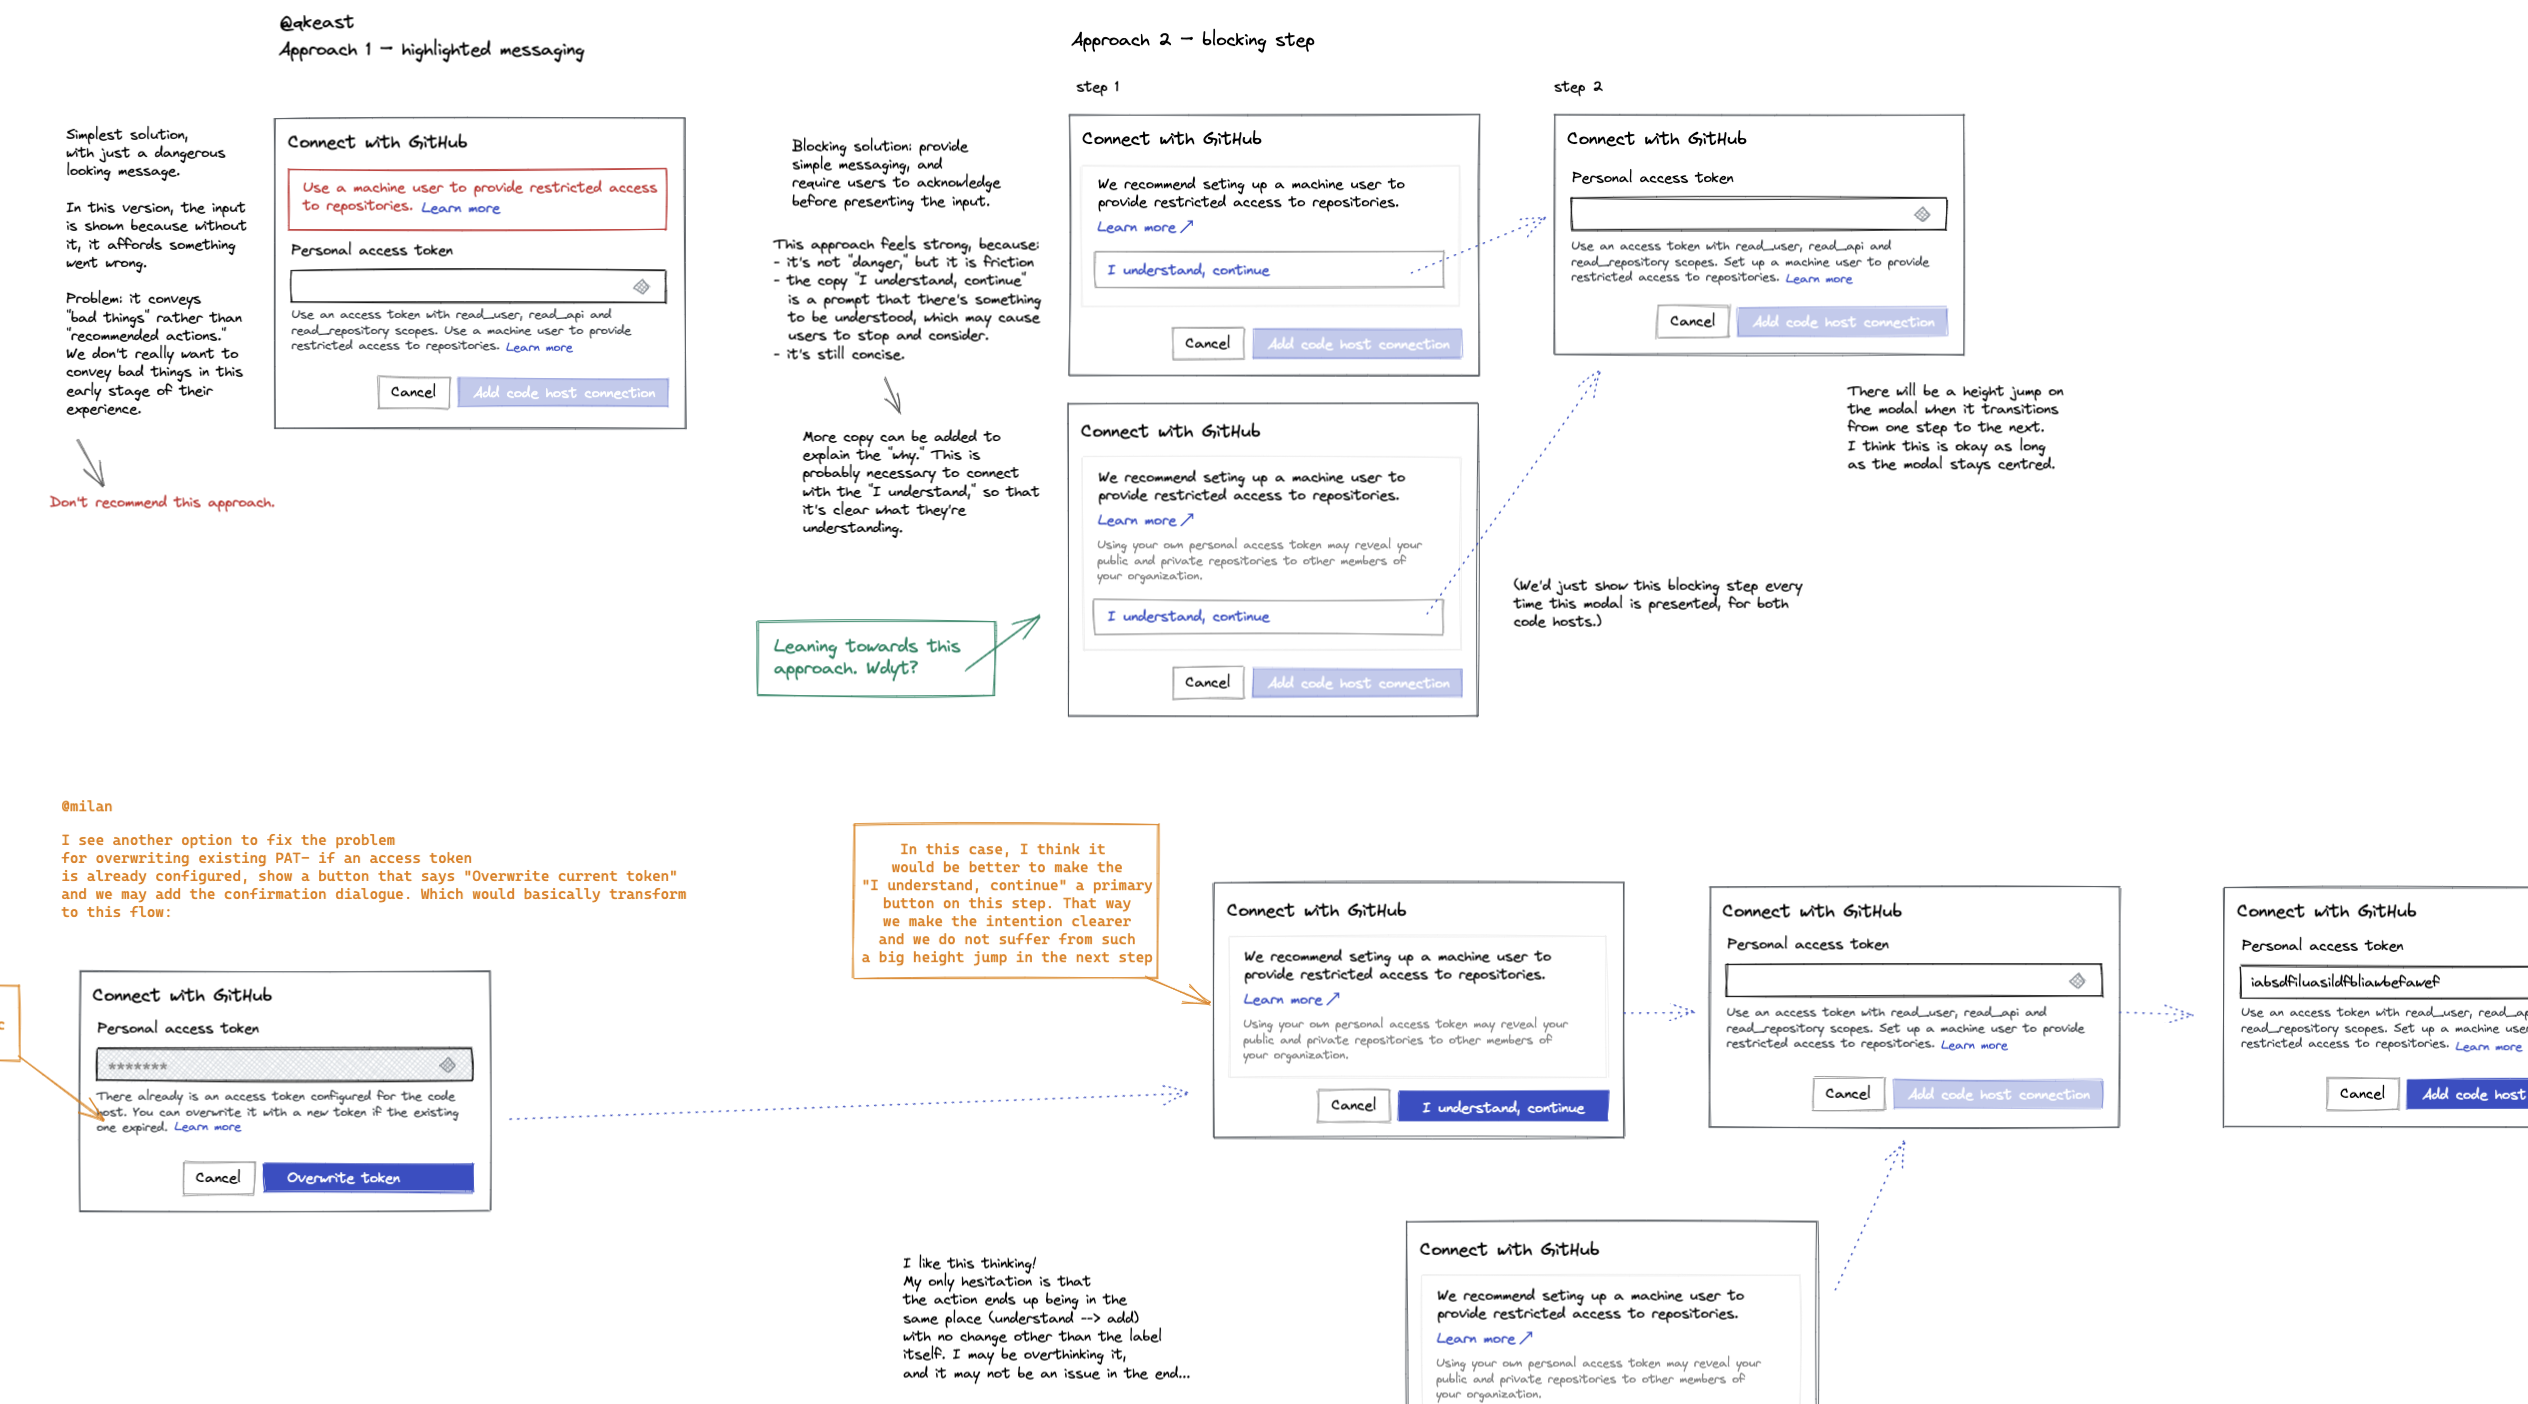 @qkeast
Approach 1 - highlighted messaging
Simplest solution,
with just a dangerous
looking message.
In this version, the input
is shown because without
it, it affords something
went wrong.
Problem: it conveys
"bad things" rather than
"recommended actions."
We don't really want to
convey bad things in this
early stage of their
experience.
Don't recommend this approach.
Connect with GitHub
Use a machine user to provide restricted access
to repositories. Learn more
Personal access token
Use an access token with read_user, read_api and
read_repository scopes. Use a machine user to provide
restricted access to repositories. Learn more
Cancel
Add code host connection
Approach 2 - blocking step
Blocking solution: provide
simple messaging, and
require users to acknowledge
before presenting the input.
This approach feels strong, because:
- it's not "danger," but it is friction
- the copy "I understand, continue"
is a prompt that there's something
to be understood, which may cause
users to stop and consider.
- it's still concise.
More copy can be added to
explain the "why." This is
probably necessary to connect
with the "I understand," so that
it's clear what they're
understanding.
Leaning towards this
approach. Wdyt?
step 1
Connect with GitHub
We recommend seting up a machine user to
provide restricted access to repositories.
Learn more
I understand, continue
Cancel
Add code host connection
Connect with GitHub
We recommend seting up a machine user to
provide restricted access to repositories.
Learn more
Using your own personal access token may reveal your
public and private repositories to other members of
your organization.
I understand, continue
Cancel
Add code host connection
step 2
Connect with GitHub
Personal access token
Use an access token with read_user, read_api and
read_repository scopes. Set up a machine user to provide
restricted access to repositories. Learn more
Cancel
Add code host connection
There will be a height jump on
the modal when it transitions
from one step to the next.
I think this is okay as long
as the modal stays centred.
(We'd just show this blocking step every
time this modal is presented, for both
code hosts.)
@milan
I see another option to fix the problem
for overwriting existing PAT- if an access token
is already configured, show a button that says "Overwrite current token"
and we may add the confirmation dialogue. Which would basically transform
to this flow:
Connect with GitHub
Personal access token
*******
There already is an access token configured for the code
host. You can overwrite it with a new token if the existing
one expired. Learn more
Cancel
Overwrite token
In this case, I think it
would be better to make the
"I understand, continue" a primary
button on this step. That way
we make the intention clearer
and we do not suffer from such
a big height jump in the next step
Connect with GitHub
We recommend seting up a machine user to
provide restricted access to repositories.
Learn more
Using your own personal access token may reveal your
public and private repositories to other members of
your organization.
Cancel
I understand, continue
Connect with GitHub
Personal access token
Use an access token with read_user, read_api and
read_repository scopes. Set up a machine user to provide
restricted access to repositories. Learn more
Cancel
Add code host connection
Connect with GitHub
Personal access token
iabsdfiluasildfbliawbefawef
Use an access token with read_user,
read_repository scopes. Set up a machine
restricted access to repositories. Learn more
Cancel
Add code host
I like this thinking!
My only hesitation is that
the action ends up being in the
same place (understand --> add)
with no change other than the label
itself. I may be overthinking it,
and it may not be an issue in the end...
Connect with GitHub
We recommend seting up a machine user to
provide restricted access to repositories.
Learn more
Using your own personal access token may reveal your
public and private repositories to other members of
your organization.